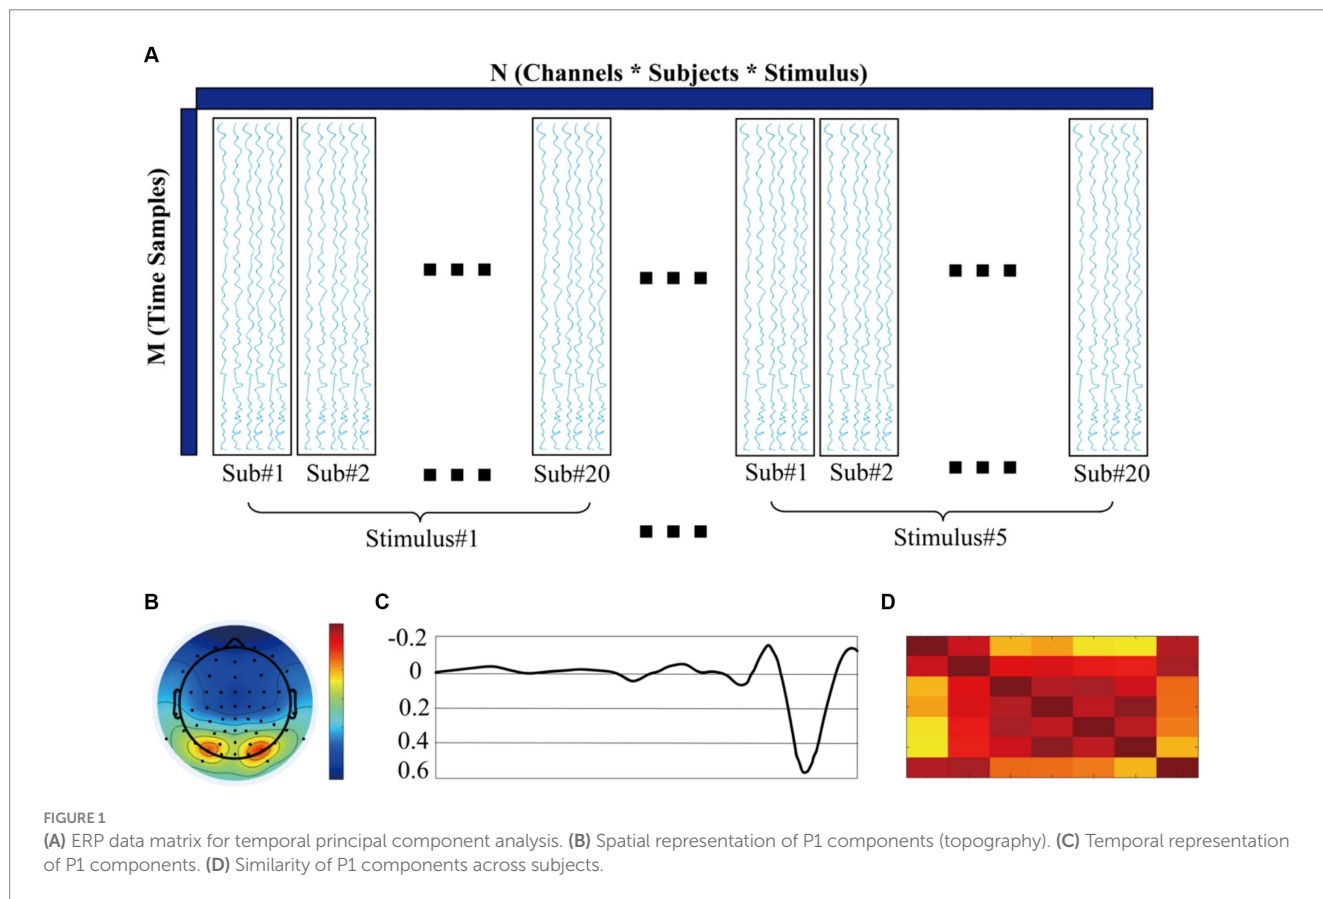 A
N (Channels * Subjects * Stimulus)
M (Time Samples)
Sub#1 Sub#2 Sub#20 Sub#1 Sub#2 Sub#20
Stimulus#1 Stimulus#5
B
C
-0.2
0
0.2
0.4
0.6
D
FIGURE 1
(A) ERP data matrix for temporal principal component analysis. (B) Spatial representation of P1 components (topography). (C) Temporal representation
of P1 components. (D) Similarity of P1 components across subjects.